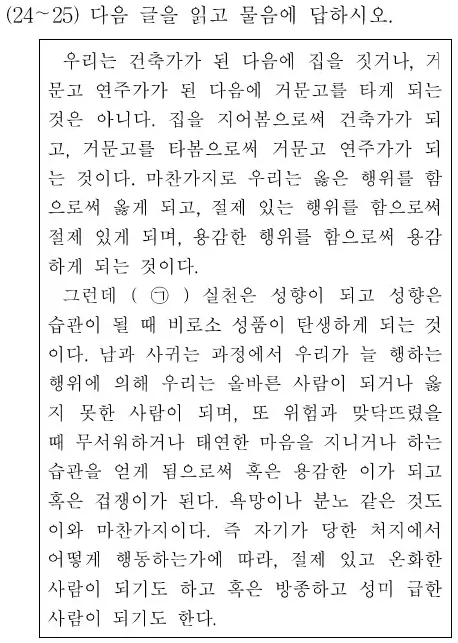 (24~25) 다음 글을 읽고 물음에 답하시오.
우리는 건축가가 된 다음에 집을 짓거나, 거
문고 연주가가 된 다음에 거문고를 타게 되는
것은 아니다. 집을 지어봄으로써 건축가가 되
고, 거문고를 타봄으로써 거문고 연주가가 되
는 것이다. 마찬가지로 우리는 옳은 행위를 함
으로써 옳게 되고, 절제 있는 행위를 함으로써
절제 있게 되며, 용감한 행위를 함으로써 용감
하게 되는 것이다.
그런데 ( ㉠ ) 실천은 성향이 되고 성향은
습관이 될 때 비로소 성품이 탄생하게 되는 것
이다. 남과 사귀는 과정에서 우리가 늘 행하는
행위에 의해 우리는 올바른 사람이 되거나 옳
지 못한 사람이 되며, 또 위험과 맞닥뜨렸을
때 무서워하거나 태연한 마음을 지니거나 하는
습관을 얻게 됨으로써 혹은 용감한 이가 되고
혹은 겁쟁이가 된다. 욕망이나 분노 같은 것도
이와 마찬가지이다. 즉 자기가 당한 처지에서
어떻게 행동하는가에 따라, 절제 있고 온화한
사람이 되기도 하고 혹은 방종하고 성미 급한
사람이 되기도 한다.